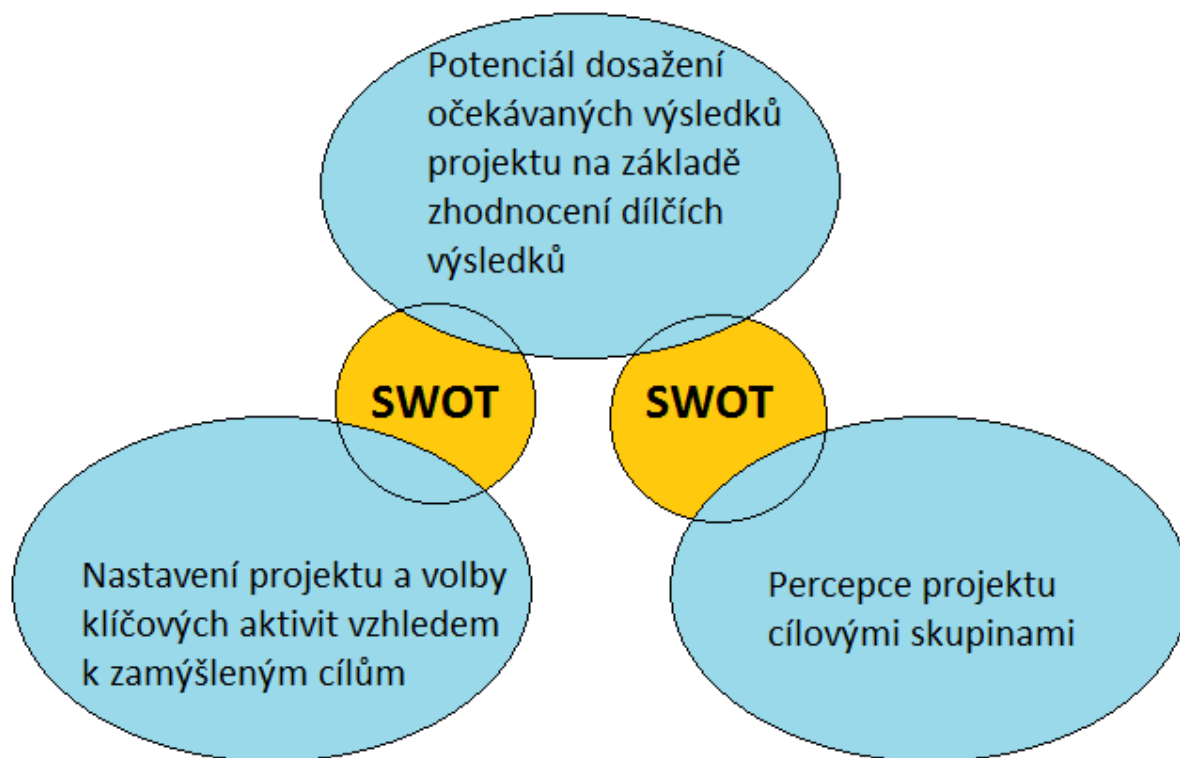 Potenciál dosažení
očekávaných výsledků
projektu na základě
zhodnocení dílčích
výsledků
SWOT
SWOT
Nastavení projektu a volby
klíčových aktivit vzhledem
k zamýšleným cílům
Percepce projektu
cílovými skupinami